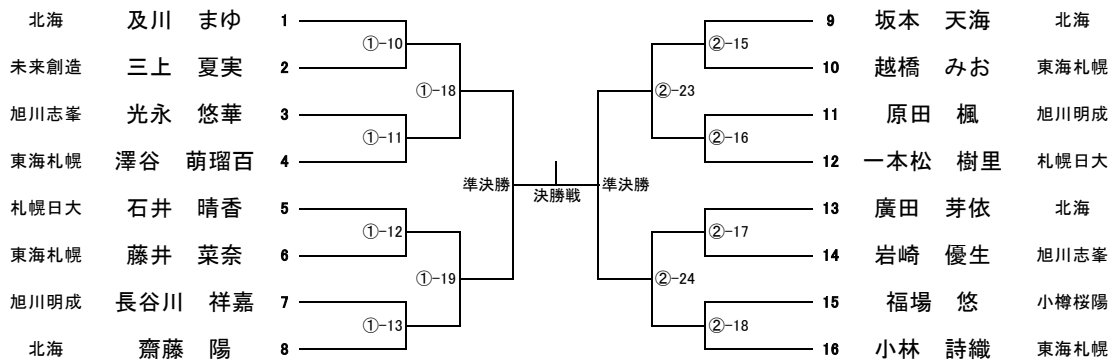 北海 及川 まゆ 1
①-10
未来創造 三上 夏実 2
①-18
旭川志峯 光永 悠華 3
①-11
東海札幌 澤谷 萌瑠百 4
準決勝
札幌日大 石井 晴香 5
①-12
東海札幌 藤井 菜奈 6
①-19
旭川明成 長谷川 祥嘉 7
①-13
北海 齋藤 陽 8
決勝戦
9 坂本 天海 北海
②-15
10 越橋 みお 東海札幌
②-23
11 原田 楓 旭川明成
②-16
12 一本松 樹里 札幌日大
準決勝
13 廣田 芽依 北海
②-17
14 岩崎 優生 旭川志峯
②-24
15 福場 悠 小樽桜陽
②-18
16 小林 詩織 東海札幌